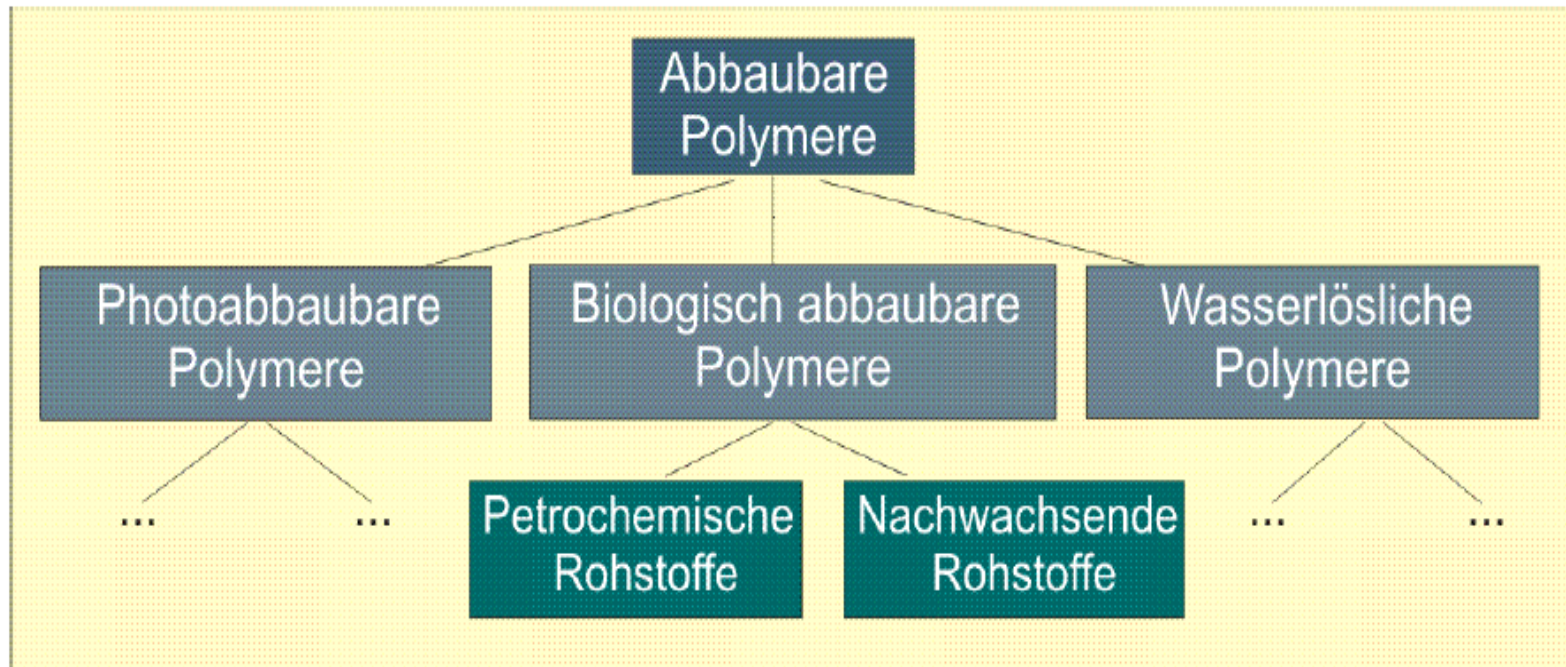 Abbaubare
Polymere
Photoabbaubare
Polymere
Biologisch abbaubare
Polymere
Wasserlösliche
Polymere
...
...
Petrochemische
Rohstoffe
Nachwachsende
Rohstoffe
...
...